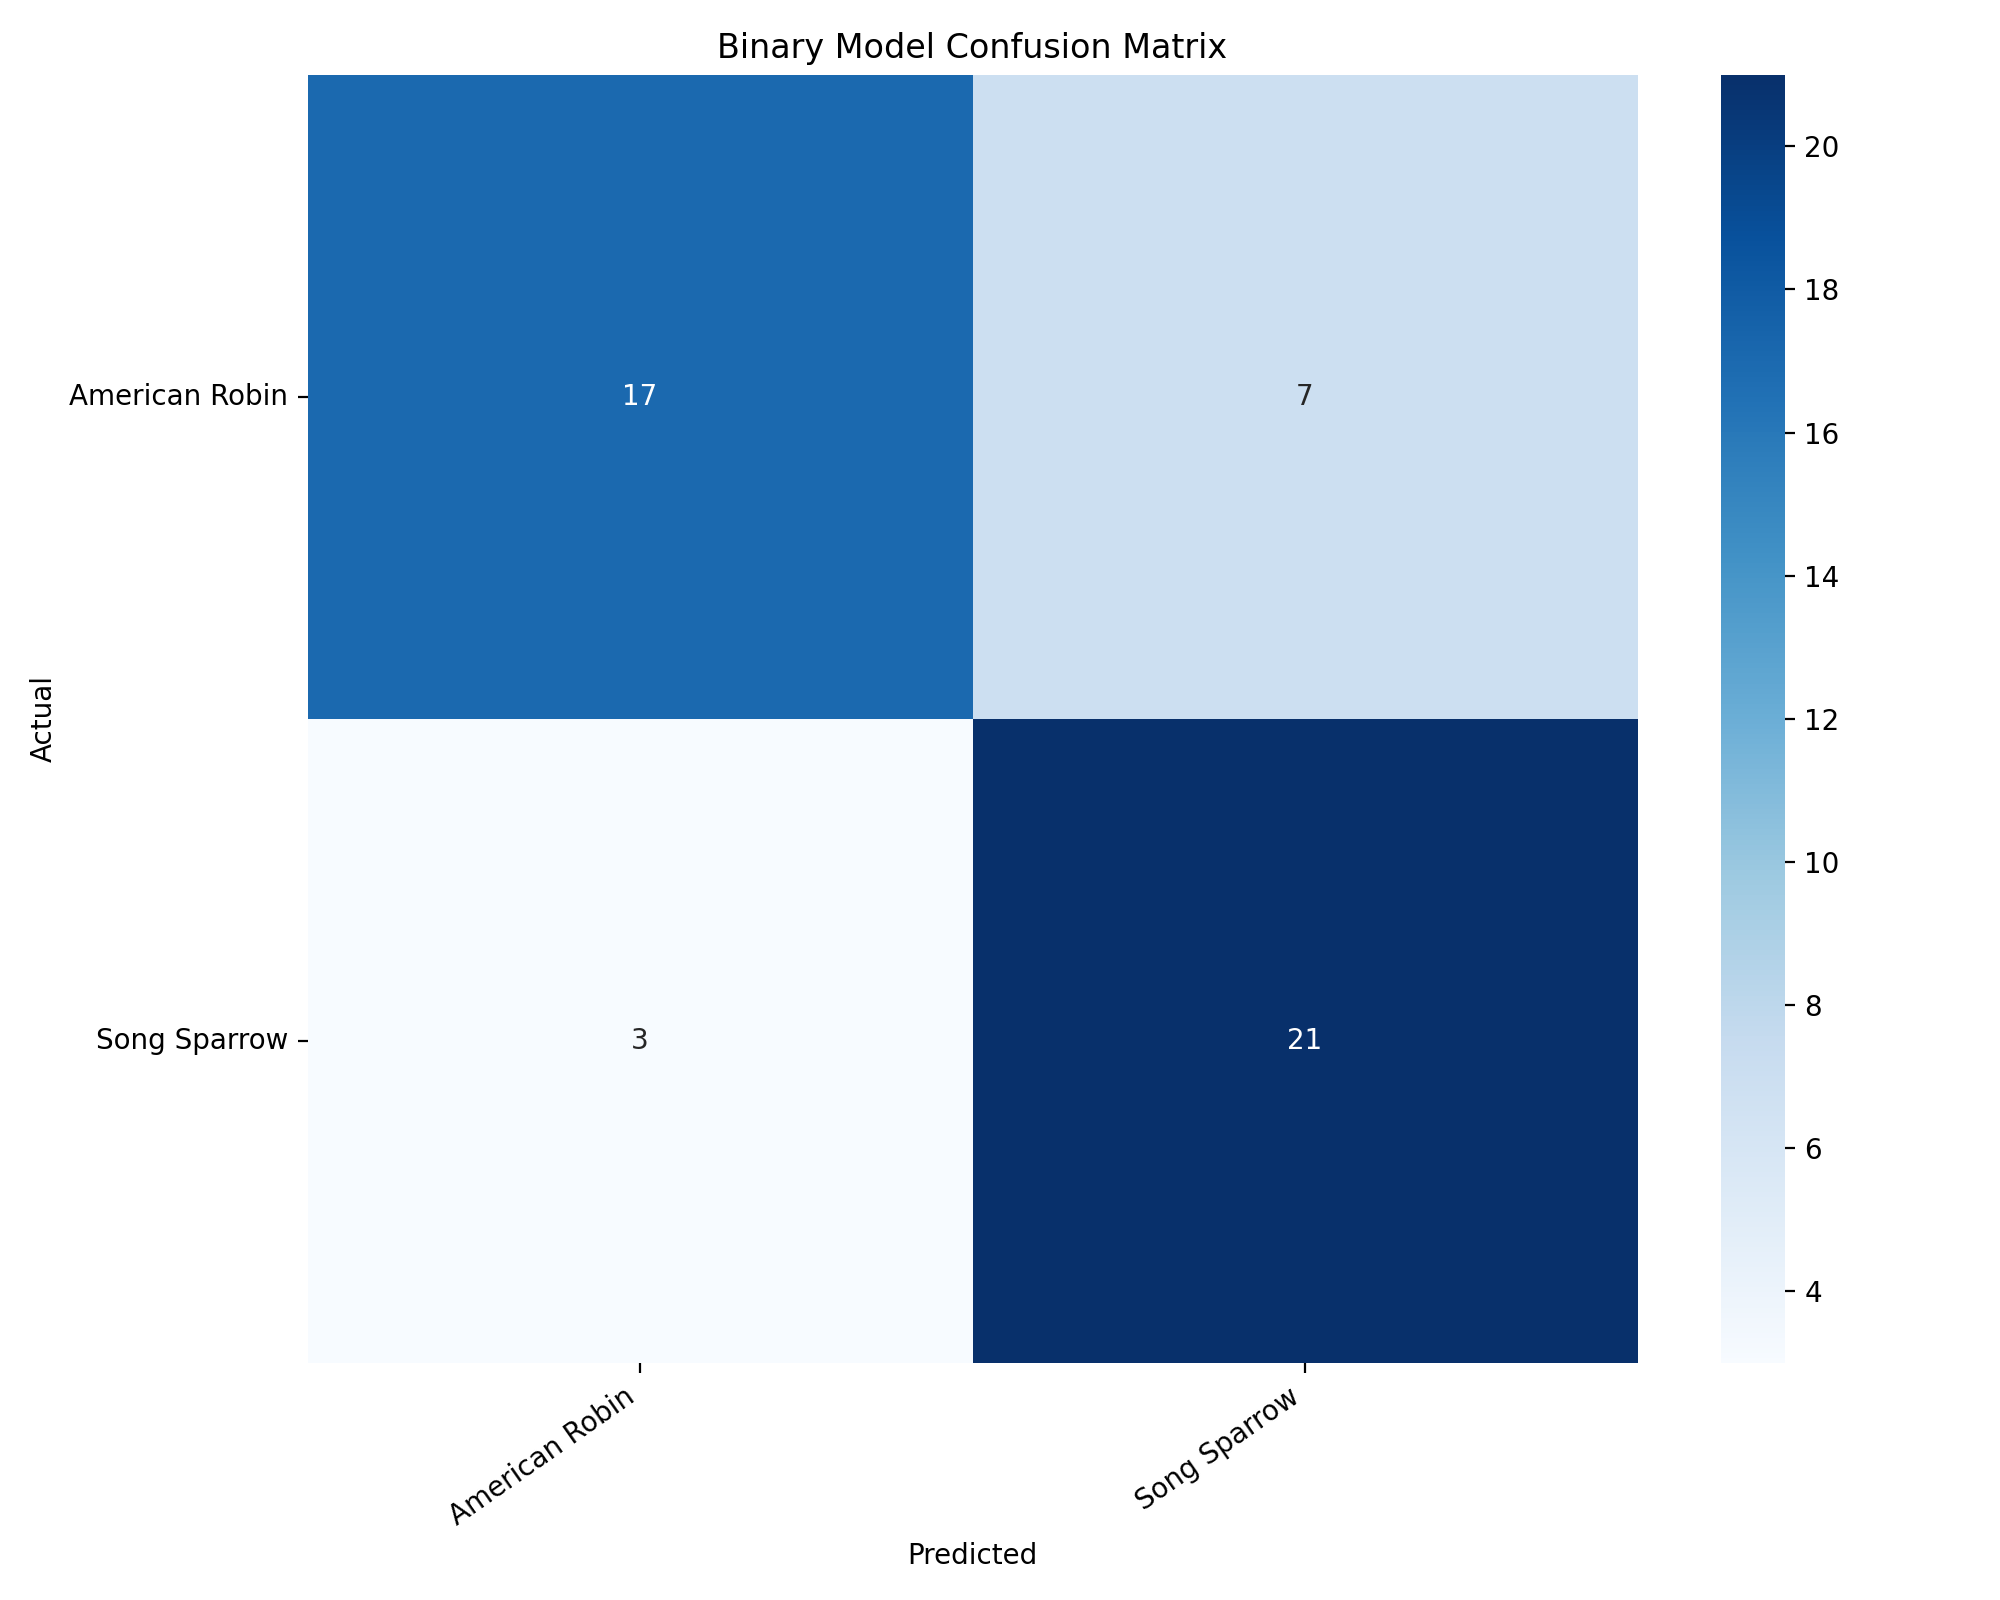 Binary Model Confusion Matrix
American Robin
17
7
Song Sparrow
3
21
Actual
American Robin
Song Sparrow
Predicted
20
18
16
14
12
10
8
6
4